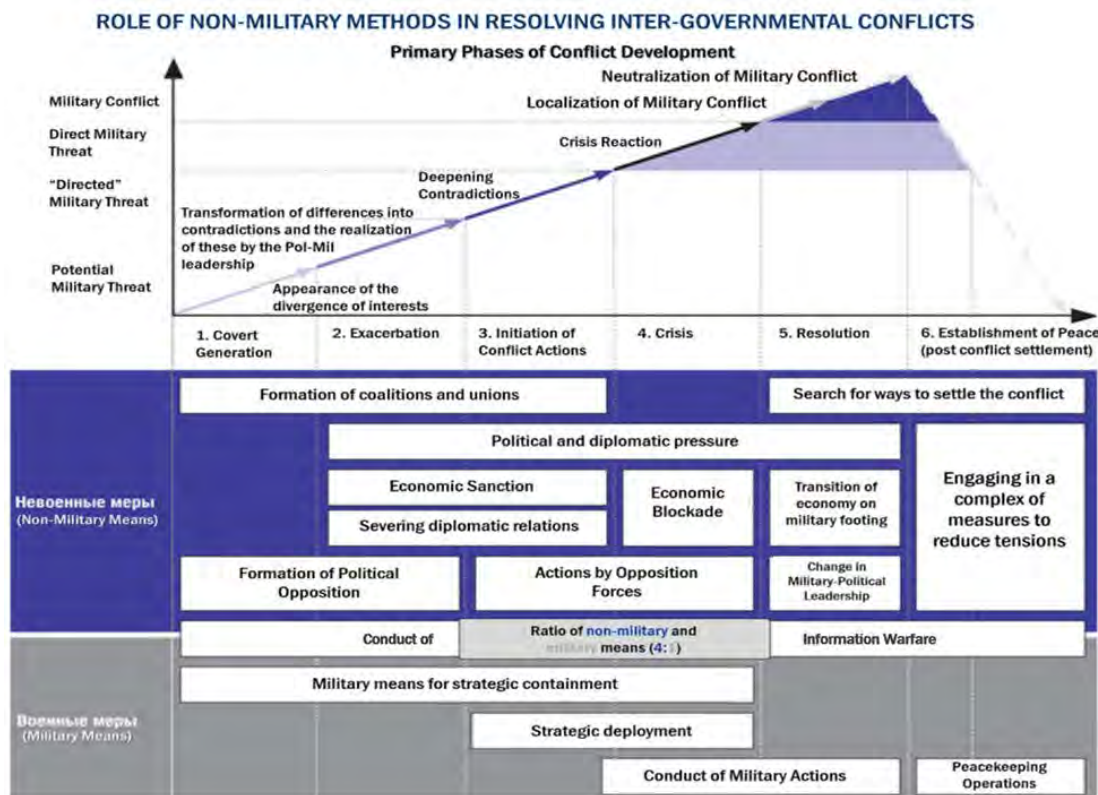 ROLE OF NON-MILITARY METHODS IN RESOLVING INTER-GOVERNMENTAL CONFLICTS
Primary Phases of Conflict Development
Neutralization of Military Conflict
Military Conflict
Localization of Military Conflict
Direct Military
Threat
Crisis Reaction
"Directed"
Military Threat
Deepening
Contradictions
Transformation of differences into
contradictions and the realization
of these by the Pol-Mil
leadership
Potential
Military Threat
Appearance of the
divergence of interests
1. Covert
Generation
2. Exacerbation
3. Initiation of
Conflict Actions
4. Crisis
5. Resolution
6. Establishment of Peace
(post conflict settlement)
Невоенные меры
(Non-Military Means)
Formation of coalitions and unions
Search for ways to settle the conflict
Political and diplomatic pressure
Economic Sanction
Severing diplomatic relations
Economic
Blockade
Transition of
economy on
military footing
Engaging in a
complex of
measures to
reduce tensions
Formation of Political
Opposition
Actions by Opposition
Forces
Change in
Military-Political
Leadership
Conduct of
Ratio of non-military and
military means (4:1)
Information Warfare
Военные меры
(Military Means)
Military means for strategic containment
Strategic deployment
Conduct of Military Actions
Peacekeeping
Operations